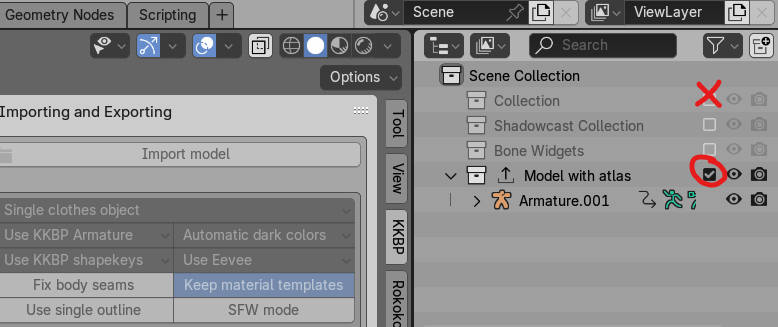 Geometry Nodes
Scripting
+
Scene
ViewLayer
Search
Options
Scene Collection
Importing and Exporting
Collection
Shadowcast Collection
Import model
Bone Widgets
Model with atlas
Armature.001
Tool
View
KKBP
Rokoko
Single clothes object
Use KKBP Armature
Automatic dark colors
Use KKBP shapekeys
Use Eevee
Fix body seams
Keep material templates
Use single outline
SFW mode